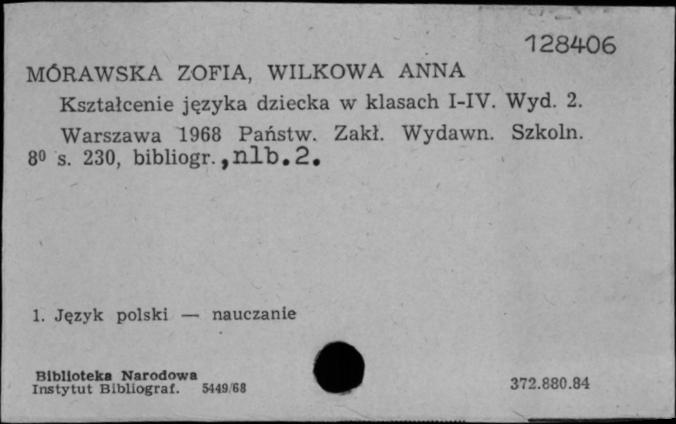 128406
MÓRAWSKA ZOFIA, WILKOWA ANNA
Kształcenie języka dziecka w klasach I-IV. Wyd. 2.
Warszawa 1968 Państw. Zakł. Wydawn. Szkoln.
8⁰ s. 230, bibliogr., nlb. 2.
1. Język polski — nauczanie
Biblioteka Narodowa
Instytut Bibliograf. 5449/68
372.880.84